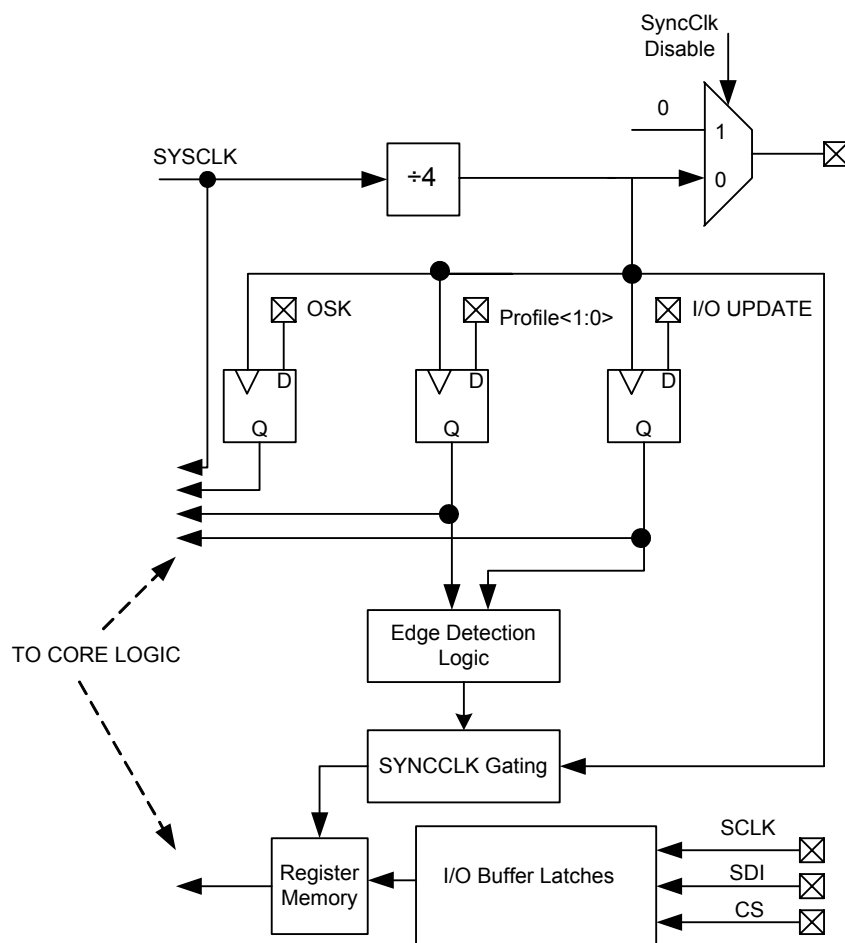 SyncClk
Disable
0
1
SYSCLK
÷4
0
OSK
Profile<1:0>
I/O UPDATE
D
D
D
Q
Q
Q
Edge Detection
Logic
TO CORE LOGIC
SYNCCLK Gating
SCLK
Register
Memory
I/O Buffer Latches
SDI
CS